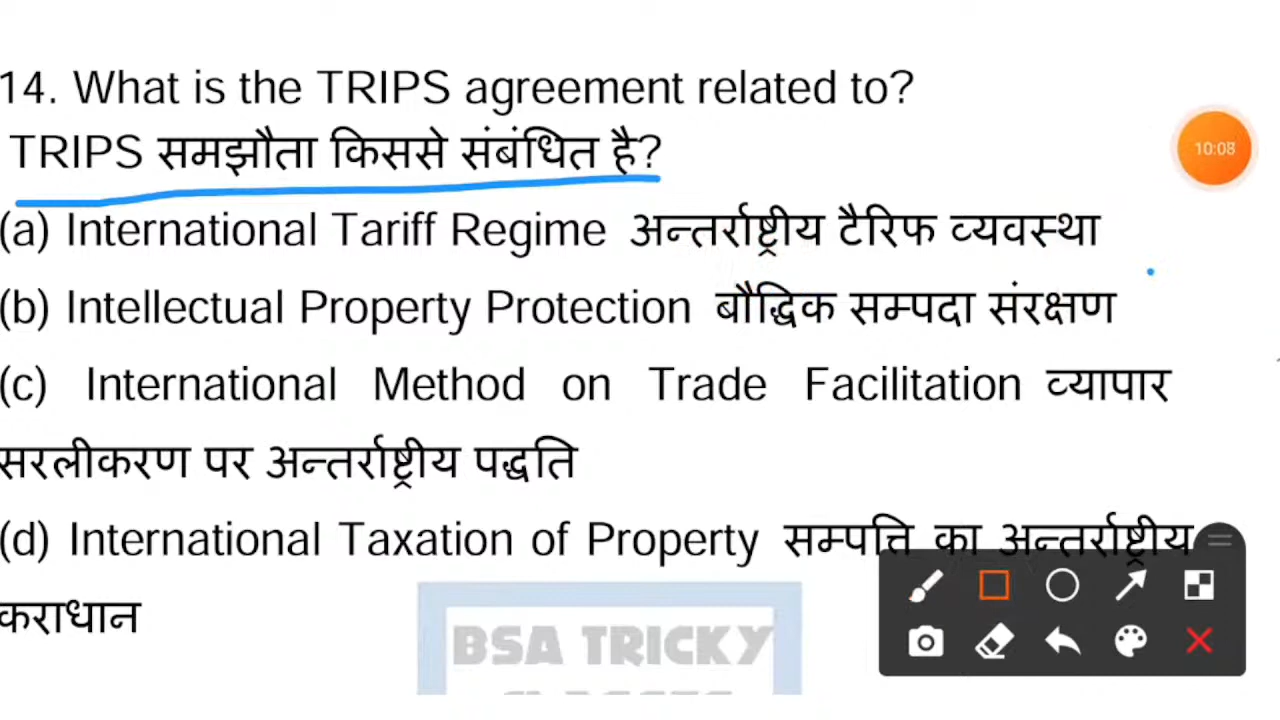 14. What is the TRIPS agreement related to?
TRIPS समझौता किससे संबंधित है?
10:08
(a) International Tariff Regime अन्तर्राष्ट्रीय टैरिफ व्यवस्था
(b) Intellectual Property Protection बौद्धिक सम्पदा संरक्षण
(c) International Method on Trade Facilitation व्यापार
सरलीकरण पर अन्तर्राष्ट्रीय पद्धति
(d) International Taxation of Property सम्पत्ति का अन्तर्राष्ट्रीय
कराधान
BSA TRICKY